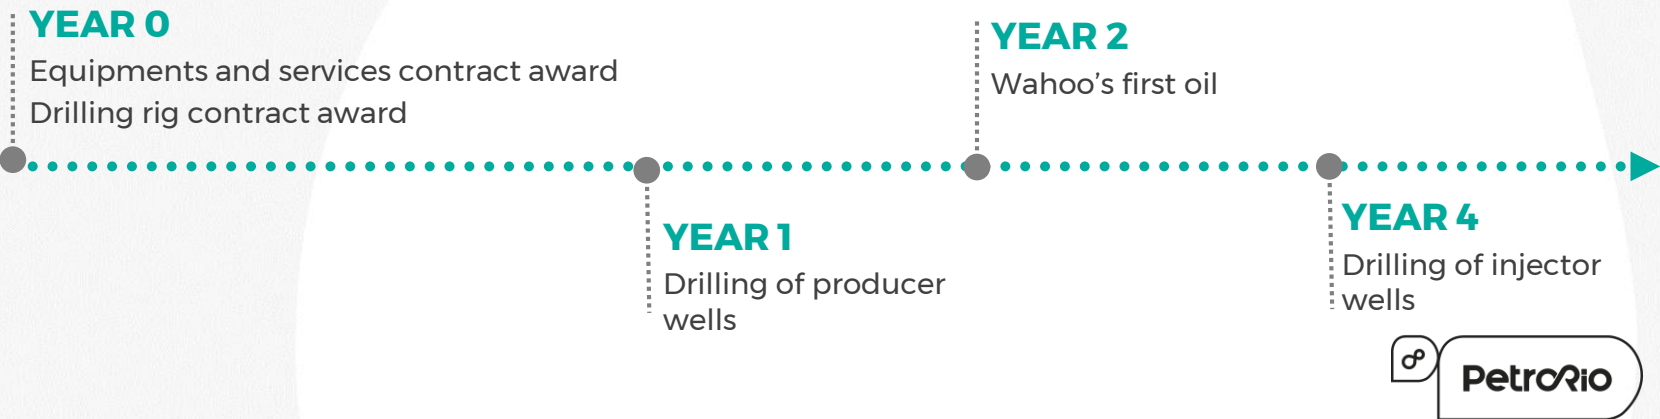 YEAR 0
Equipments and services contract award
Drilling rig contract award
YEAR 1
Drilling of producer
wells
YEAR 2
Wahoo’s first oil
YEAR 4
Drilling of injector
wells
PetroRio